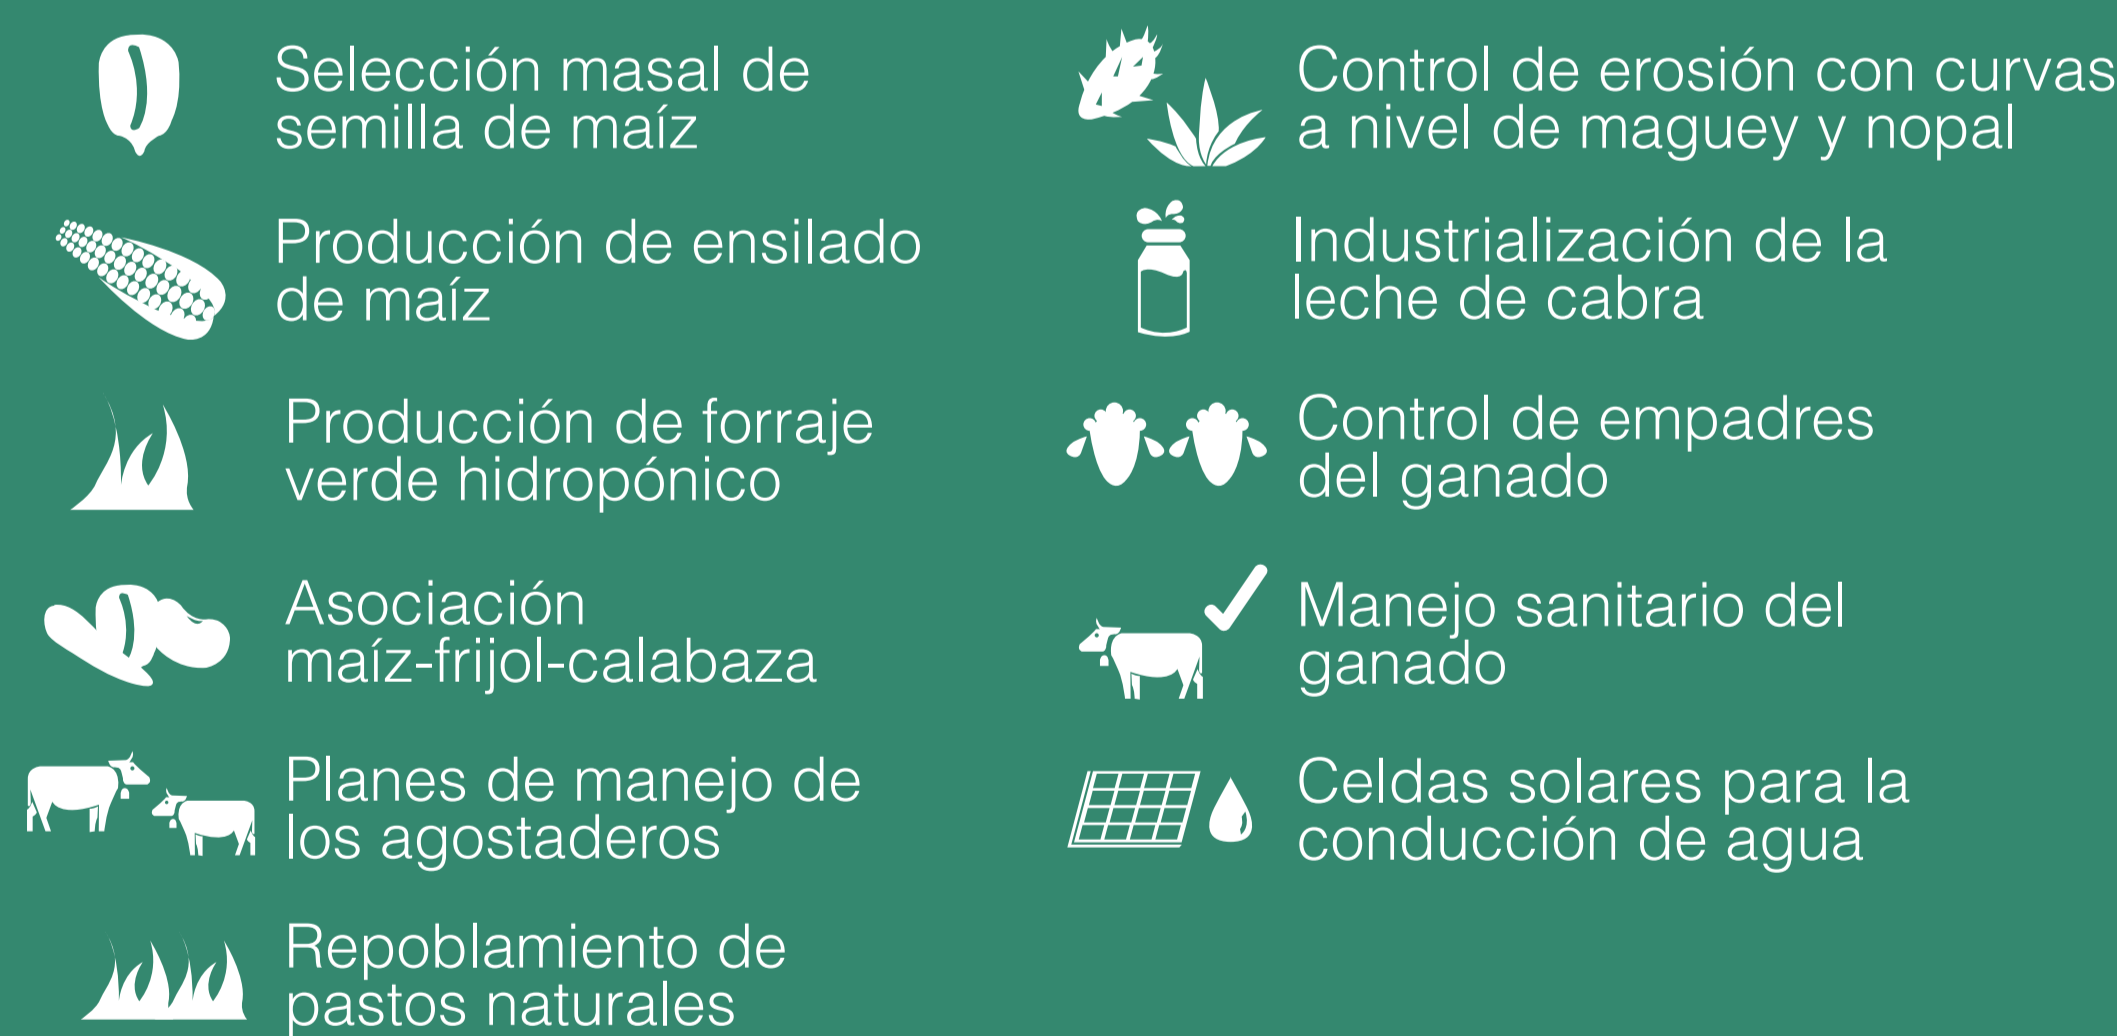 Selección masal de
semilla de maíz
Producción de ensilado
de maíz
Producción de forraje
verde hidropónico
Asociación
maíz-frijol-calabaza
Planes de manejo de
los agostaderos
Repoblamiento de
pastos naturales
Control de erosión con curvas
a nivel de maguey y nopal
Industrialización de la
leche de cabra
Control de empadres
del ganado
Manejo sanitario del
ganado
Celdas solares para la
conducción de agua